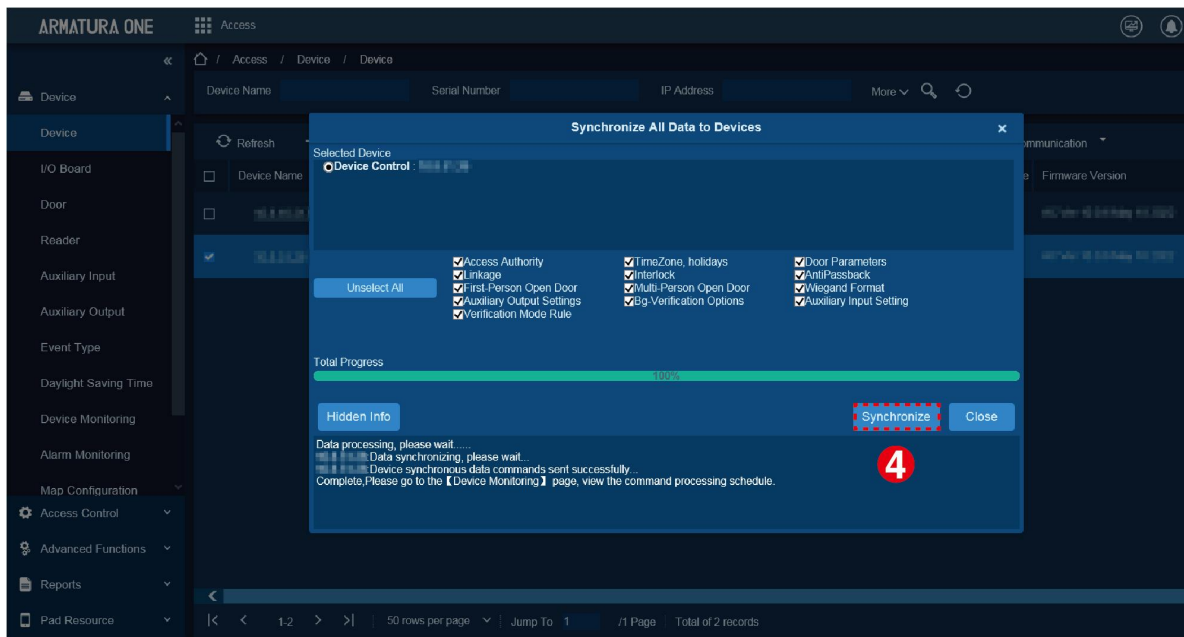 ARMATURA ONE
Access
Access / Device / Device
Device Name
Serial Number
IP Address
More
Device
Device
I/O Board
Door
Reader
Auxiliary Input
Auxiliary Output
Event Type
Daylight Saving Time
Device Monitoring
Alarm Monitoring
Map Configuration
Access Control
Advanced Functions
Reports
Pad Resource
Refresh
Device Name
Firmware Version
Synchronize All Data to Devices
Selected Device
Device Control :
Unselect All
Access Authority
TimeZone, holidays
Door Parameters
Linkage
Interlock
AntiPassback
First-Person Open Door
Multi-Person Open Door
Wiegand Format
Auxiliary Output Settings
Bg-Verification Options
Auxiliary Input Setting
Verification Mode Rule
Total Progress
100%
Hidden Info
Synchronize
Close
Data processing, please wait......
:Data synchronizing, please wait...
:Device synchronous data commands sent successfully...
Complete,Please go to the【Device Monitoring】page, view the command processing schedule.
4
1-2
50 rows per page
Jump To 1 /1 Page
Total of 2 records